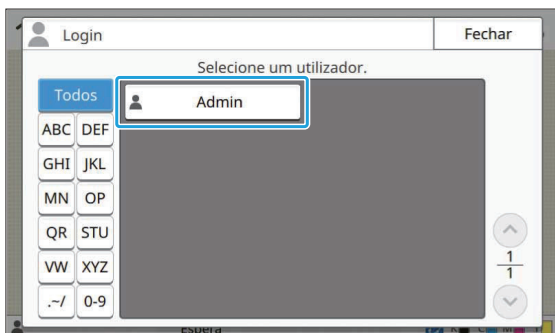 Login
Fechar
Selecione um utilizador.
Todos
Admin
ABC DEF
GHI JKL
MN OP
QR STU
VW XYZ
.~/ 0-9
1
1
Espera